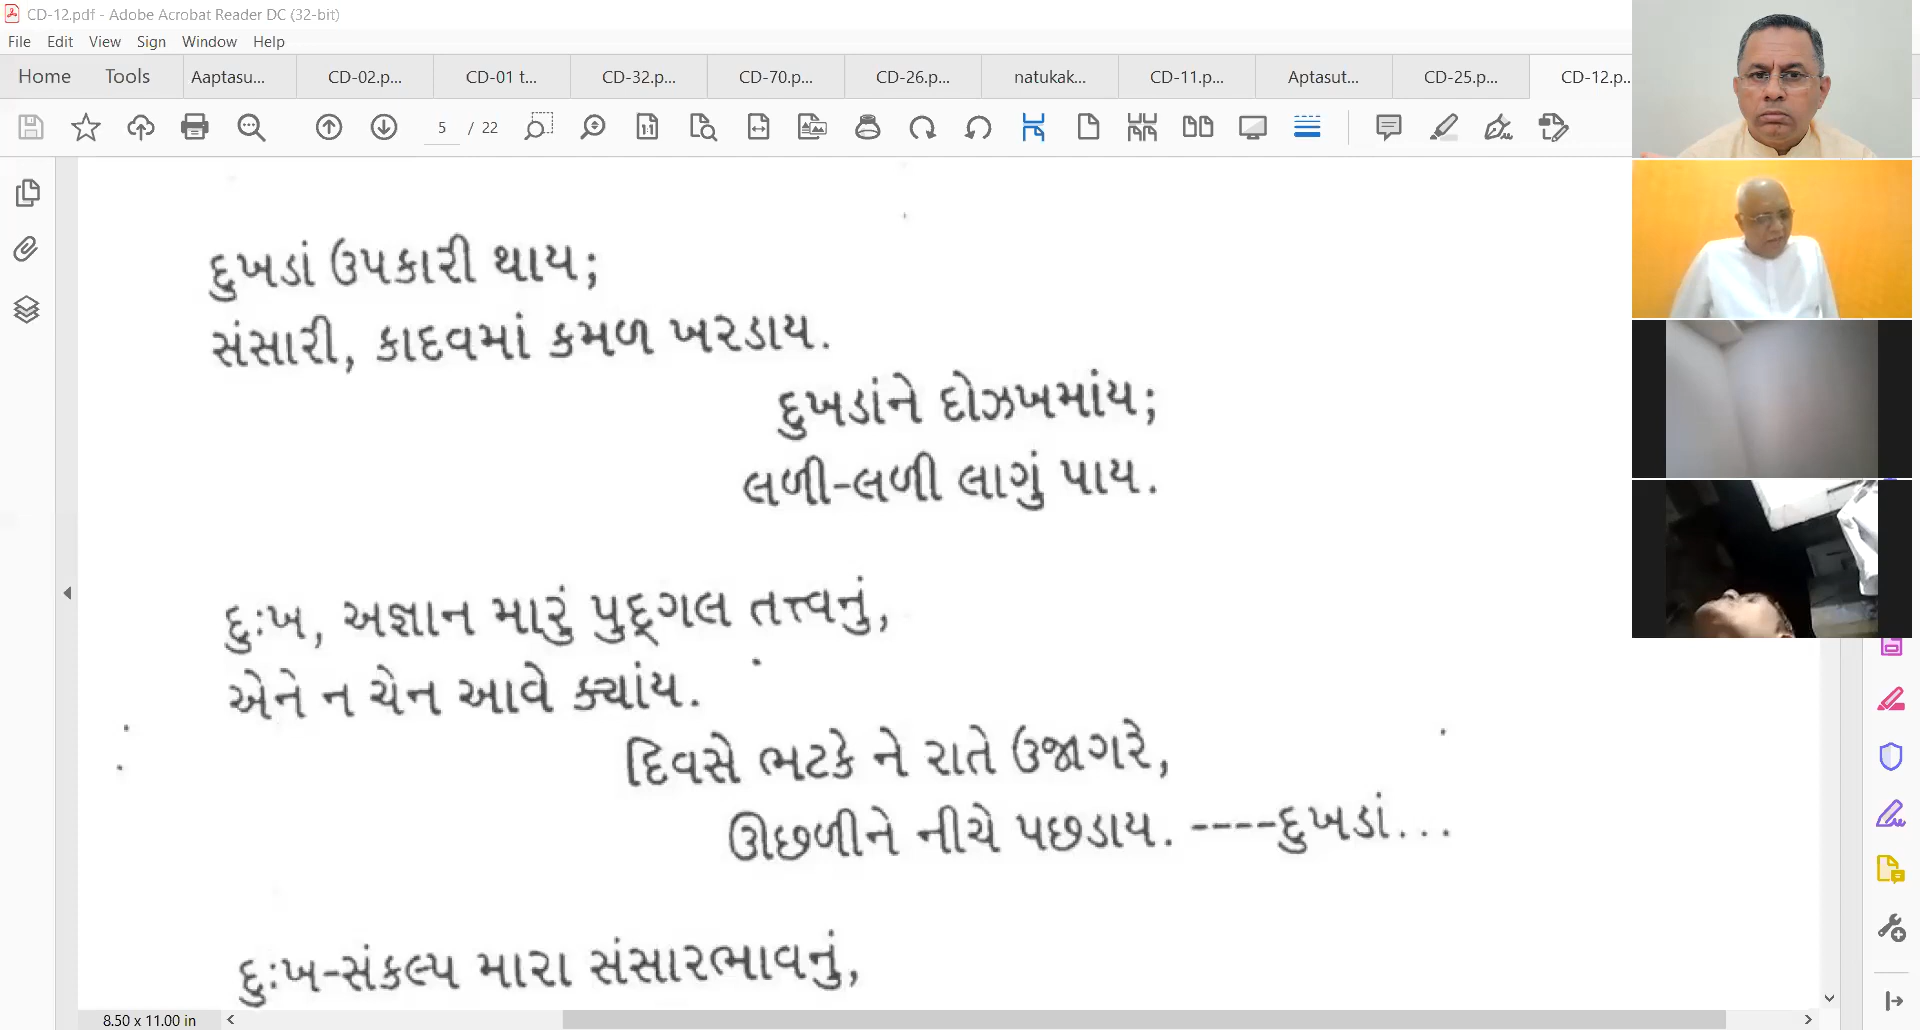 CD-12.pdf - Adobe Acrobat Reader DC (32-bit)
File Edit View Sign Window Help
Home Tools Aaptasu... CD-02.p... CD-01 t... CD-32.p... CD-70.p... CD-26.p... natukak... CD-11.p... Aptasut... CD-25.p... CD-12.p..
5 / 22
દુખડાં ઉપકારી થાય;
સંસારી, કાદવમાં કમળ ખરડાય.
દુખડાંને દોઝખમાંય;
લળી-લળી લાગું પાય.
દુઃખ, અજ્ઞાન મારું પુદ્ગલ તત્ત્વનું,
એને ન ચેન આવે ક્યાંય.
દિવસે ભટકે ને રાતે ઉજાગરે,
ઊછળીને નીચે પછડાય. ----દુખડાં...
દુઃખ-સંકલ્પ મારા સંસારભાવનું,
8.50 x 11.00 in